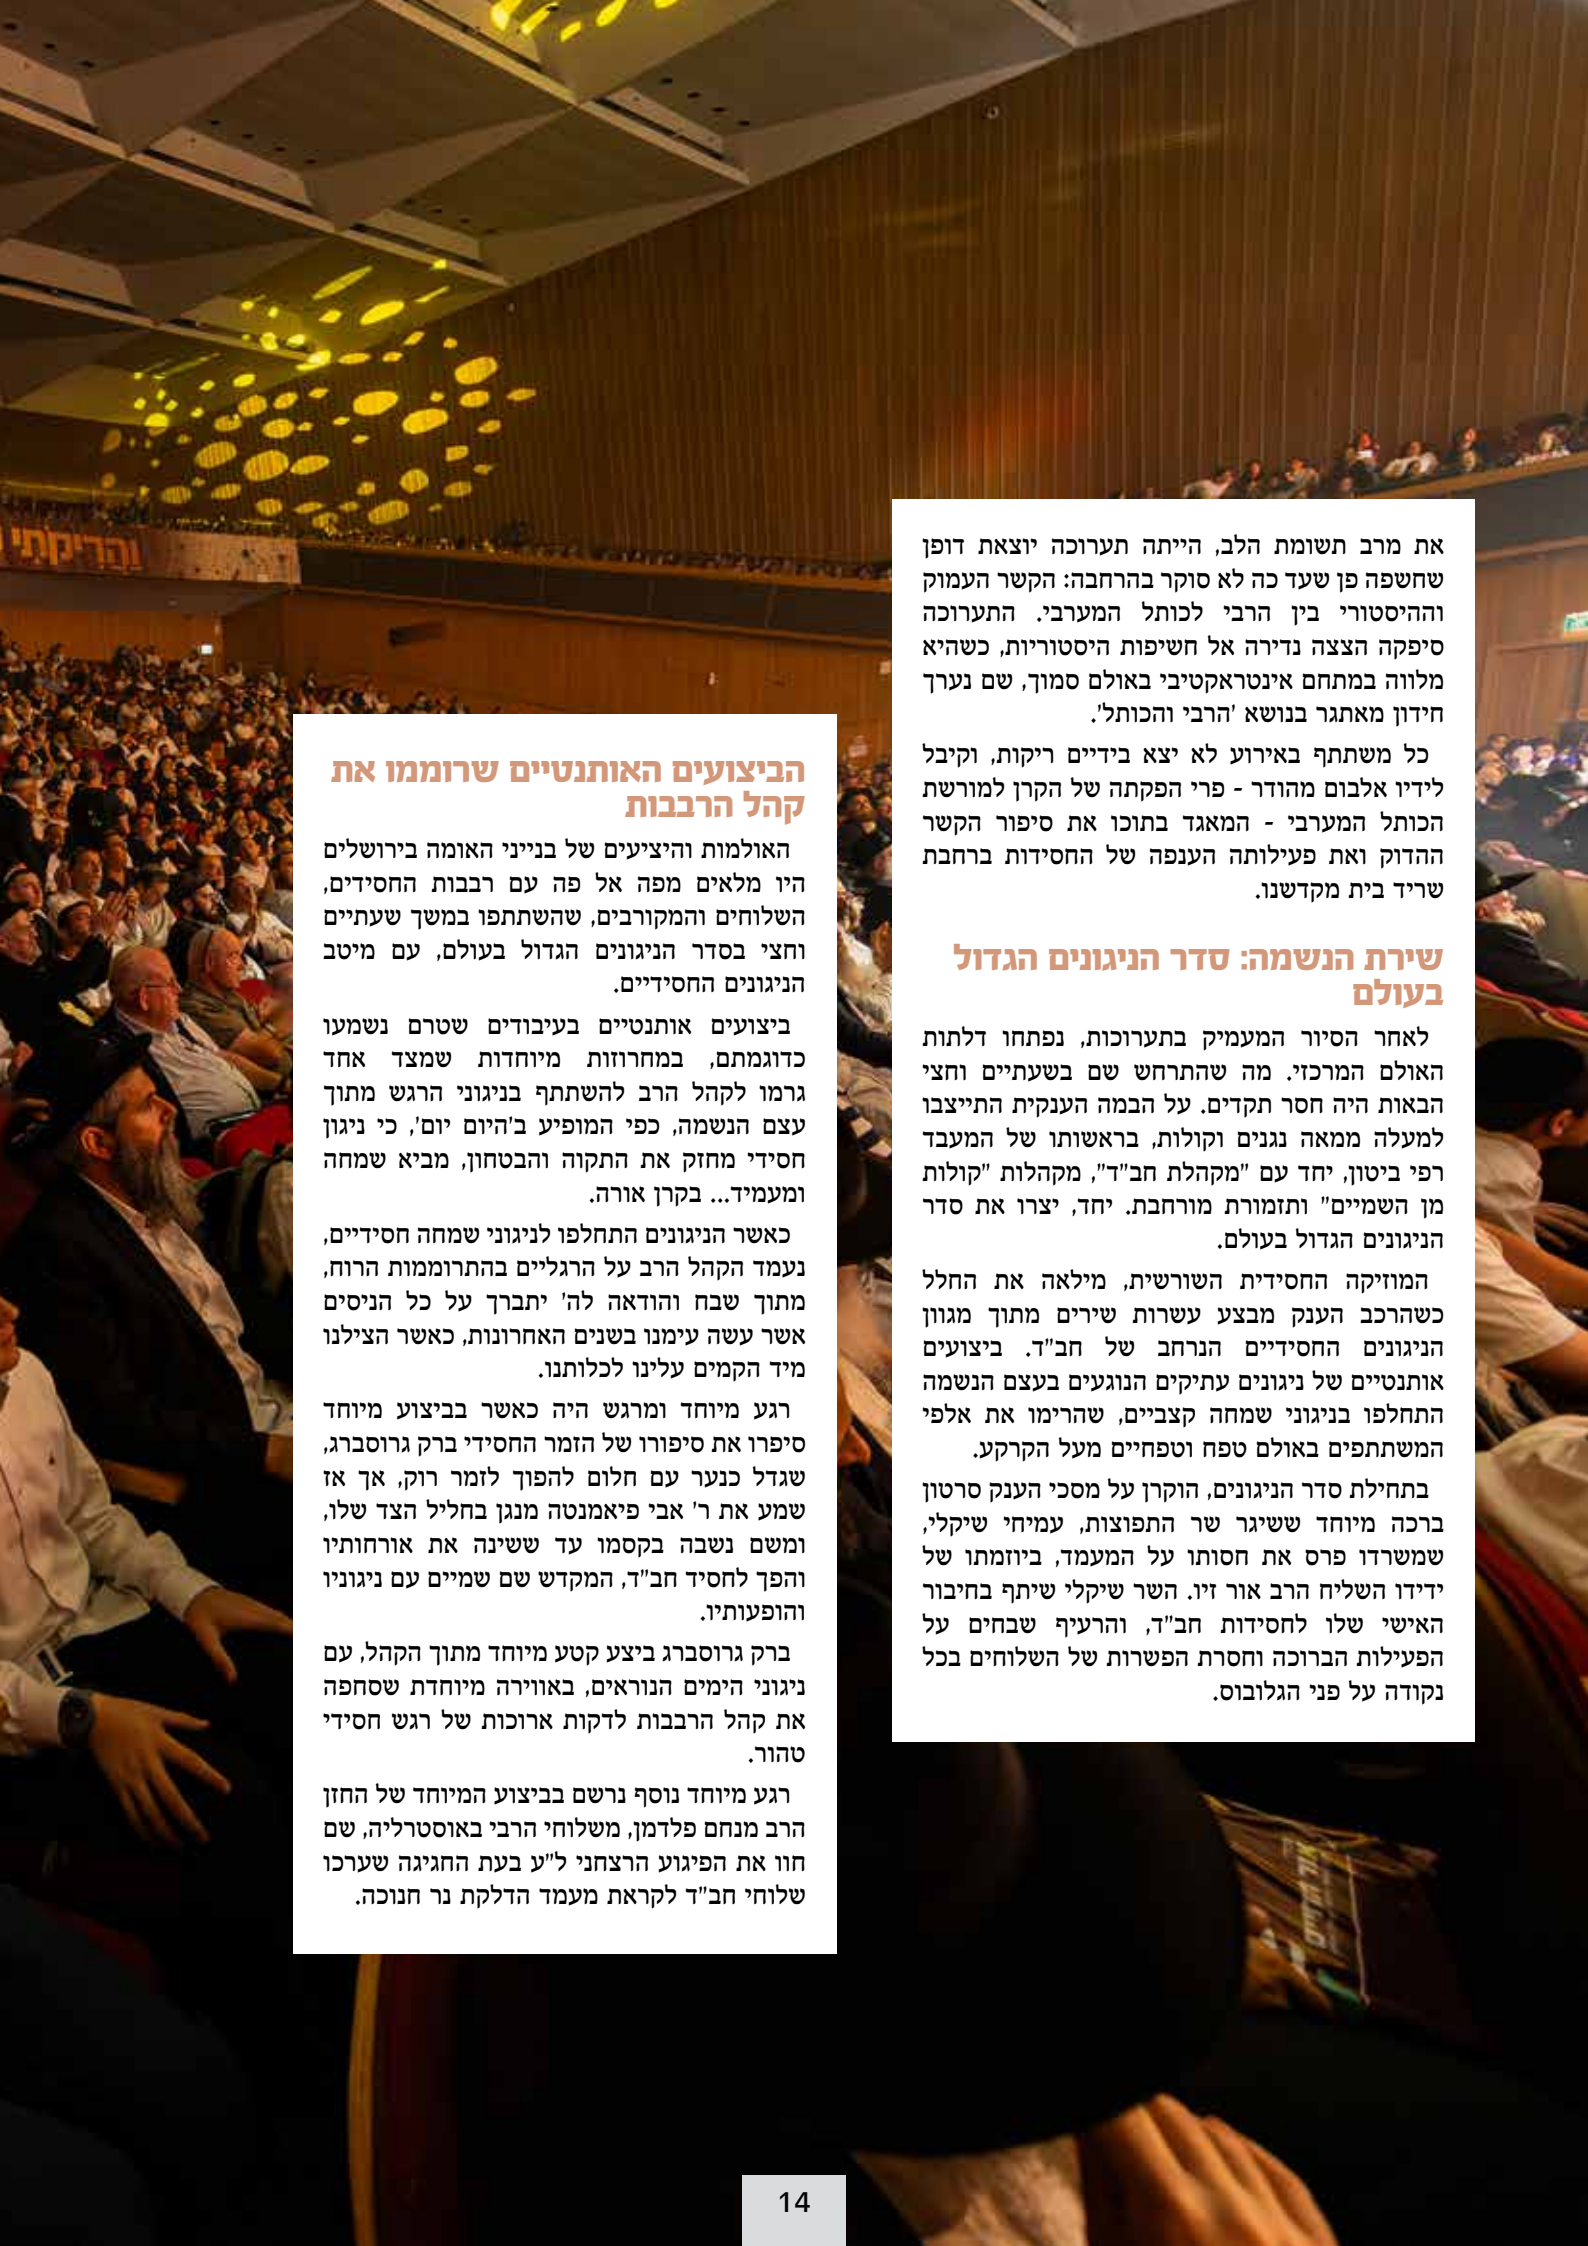 את מרב תשומת הלב, הייתה תערוכה יוצאת דופן
שחשפה פן שעד כה לא סוקר בהרחבה: הקשר העמוק
וההיסטורי בין הרבי לכותל המערבי. התערוכה
סיפקה הצצה נדירה אל חשיפות היסטוריות, כשהיא
מלווה במתחם אינטראקטיבי באולם סמוך, שם נערך
חידון מאתגר בנושא 'הרבי והכותל'.
כל משתתף באירוע לא יצא בידיים ריקות, וקיבל
לידיו אלבום מהודר - פרי הפקתה של הקרן למורשת
הכותל המערבי - המאגד בתוכו את סיפור הקשר
ההדוק ואת פעילותה הענפה של החסידות ברחבת
שריד בית מקדשנו.
שירת הנשמה: סדר הניגונים הגדול
בעולם
לאחר הסיור המעמיק בתערוכות, נפתחו דלתות
האולם המרכזי. מה שהתרחש שם בשעתיים וחצי
הבאות היה חסר תקדים. על הבמה הענקית התייצבו
למעלה ממאה נגנים וקולות, בראשותו של המעבד
רפי ביטון, יחד עם "מקהלת חב"ד", מקהלות "קולות
מן השמיים" ותזמורת מורחבת. יחד, יצרו את סדר
הניגונים הגדול בעולם.
המוזיקה החסידית השורשית, מילאה את החלל
כשהרכב הענק מבצע עשרות שירים מתוך מגוון
הניגונים החסידיים הנרחב של חב"ד. ביצועים
אותנטיים של ניגונים עתיקים הנוגעים בעצם הנשמה
התחלפו בניגוני שמחה קצביים, שהרימו את אלפי
המשתתפים באולם טפח וטפחיים מעל הקרקע.
בתחילת סדר הניגונים, הוקרן על מסכי הענק סרטון
ברכה מיוחד ששיגר שר התפוצות, עמיחי שיקלי,
שמשרדו פרס את חסותו על המעמד, ביוזמתו של
ידידו השליח הרב אור זיו. השר שיקלי שיתף בחיבור
האישי שלו לחסידות חב"ד, והרעיף שבחים על
הפעילות הברוכה וחסרת הפשרות של השלוחים בכל
נקודה על פני הגלובוס.
הביצועים האותנטיים שרוממו את
קהל הרבבות
האולמות והיציעים של בנייני האומה בירושלים
היו מלאים מפה אל פה עם רבבות החסידים,
השלוחים והמקורבים, שהשתתפו במשך שעתיים
וחצי בסדר הניגונים הגדול בעולם, עם מיטב
הניגונים החסידיים.
ביצועים אותנטיים בעיבודים שטרם נשמעו
כדוגמתם, במחרוזות מיוחדות שמצד אחד
גרמו לקהל הרב להשתתף בניגוני הרגש מתוך
עצם הנשמה, כפי המופיע ב'היום יום', כי ניגון
חסידי מחזק את התקוה והבטחון, מביא שמחה
ומעמיד... בקרן אורה.
כאשר הניגונים התחלפו לניגוני שמחה חסידיים,
נעמד הקהל הרב על הרגליים בהתרוממות הרוח,
מתוך שבח והודאה לה' יתברך על כל הניסים
אשר עשה עימנו בשנים האחרונות, כאשר הצילנו
מיד הקמים עלינו לכלותנו.
רגע מיוחד ומרגש היה כאשר בביצוע מיוחד
סיפרו את סיפורו של הזמר החסידי ברק גרוסברג,
שגדל כנער עם חלום להפוך לזמר רוק, אך אז
שמע את ר' אבי פיאמנטה מנגן בחליל הצד שלו,
ומשם נשבה בקסמו עד ששינה את אורחותיו
והפך לחסיד חב"ד, המקדש שם שמיים עם ניגוניו
והופעותיו.
ברק גרוסברג ביצע קטע מיוחד מתוך הקהל, עם
ניגוני הימים הנוראים, באווירה מיוחדת שסחפה
את קהל הרבבות לדקות ארוכות של רגש חסידי
טהור.
רגע מיוחד נוסף נרשם בביצוע המיוחד של החזן
הרב מנחם פלדמן, משלוחי הרבי באוסטרליה, שם
חוו את הפיגוע הרצחני ל"ע בעת החגיגה שערכו
שלוחי חב"ד לקראת מעמד הדלקת נר חנוכה.
והדיקתי
14